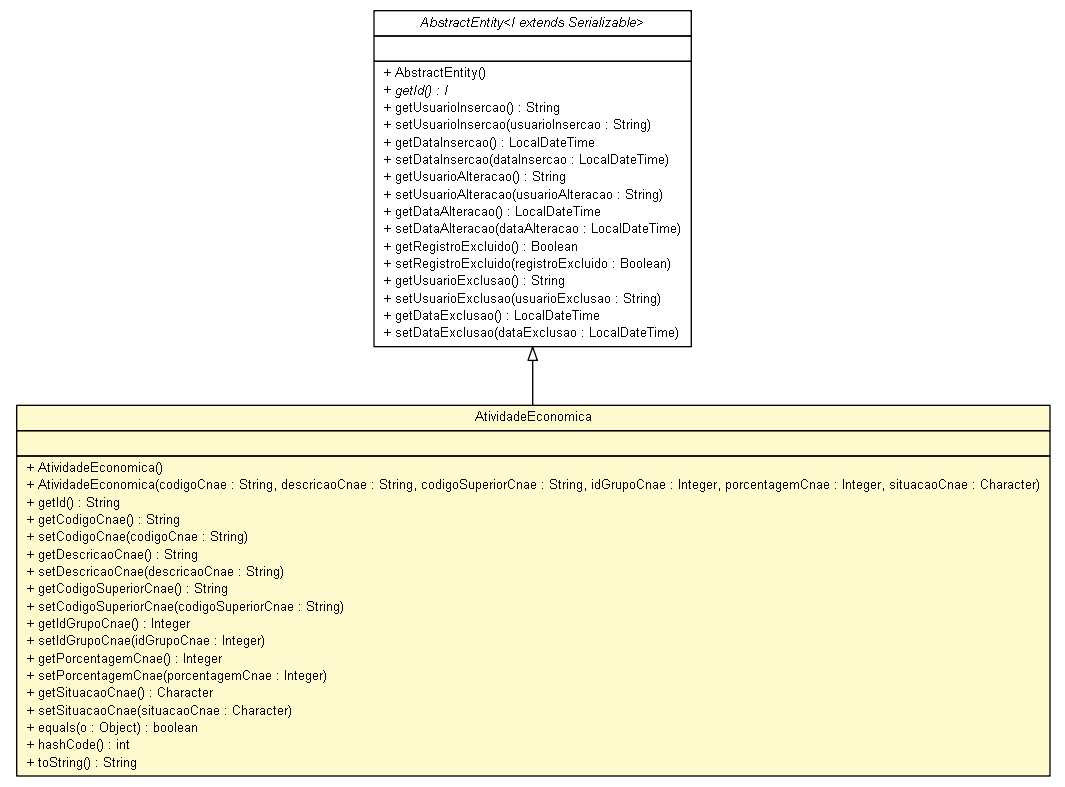 AbstractEntity<I extends Serializable>
+ AbstractEntity()
+ getId() : I
+ getUsuarioInsercao() : String
+ setUsuarioInsercao(usuarioInsercao : String)
+ getDataInsercao() : LocalDateTime
+ setDataInsercao(dataInsercao : LocalDateTime)
+ getUsuarioAlteracao() : String
+ setUsuarioAlteracao(usuarioAlteracao : String)
+ getDataAlteracao() : LocalDateTime
+ setDataAlteracao(dataAlteracao : LocalDateTime)
+ getRegistroExcluido() : Boolean
+ setRegistroExcluido(registroExcluido : Boolean)
+ getUsuarioExclusao() : String
+ setUsuarioExclusao(usuarioExclusao : String)
+ getDataExclusao() : LocalDateTime
+ setDataExclusao(dataExclusao : LocalDateTime)
AtividadeEconomica
+ AtividadeEconomica()
+ AtividadeEconomica(codigoCnae : String, descricaoCnae : String, codigoSuperiorCnae : String, idGrupoCnae : Integer, porcentagemCnae : Integer, situacaoCnae : Character)
+ getId() : String
+ getCodigoCnae() : String
+ setCodigoCnae(codigoCnae : String)
+ getDescricaoCnae() : String
+ setDescricaoCnae(descricaoCnae : String)
+ getCodigoSuperiorCnae() : String
+ setCodigoSuperiorCnae(codigoSuperiorCnae : String)
+ getIdGrupoCnae() : Integer
+ setIdGrupoCnae(idGrupoCnae : Integer)
+ getPorcentagemCnae() : Integer
+ setPorcentagemCnae(porcentagemCnae : Integer)
+ getSituacaoCnae() : Character
+ setSituacaoCnae(situacaoCnae : Character)
+ equals(o : Object) : boolean
+ hashCode() : int
+ toString() : String